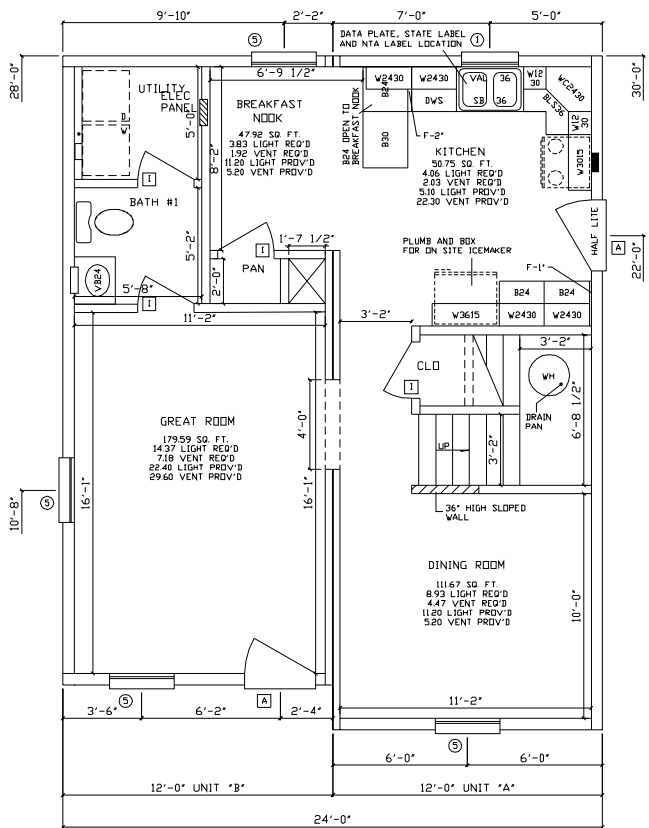 9'-10"
2'-2"
7'-0"
5'-0"
5
DATA PLATE, STATE LABEL
AND NTA LABEL LOCATION
1
28'-0"
30'-0"
6'-9 1/2"
UTILITY
ELEC
PANEL
D
W
5'-0"
8'-2"
BREAKFAST
NOOK
47.92 SQ. FT.
3.83 LIGHT REQ'D
1.92 VENT REQ'D
11.20 LIGHT PROV'D
5.20 VENT PROV'D
B24 OPEN TO
BREAKFAST NOOK
W2430
W2430
B24
DWS
B30
F-2"
VAL 36
SB 36
W12
30
WC2430
BLS36
W12
30
W3015
KITCHEN
50.75 SQ. FT.
4.06 LIGHT REQ'D
2.03 VENT REQ'D
5.10 LIGHT PROV'D
22.30 VENT PROV'D
I
BATH #1
5'-2"
VB24
5'-8"
I
I
PAN
1'-7 1/2"
2'-0"
HALF LITE
A
22'-0"
PLUMB AND BOX
FOR ON SITE ICEMAKER
F-1"
B24
B24
W3615
W2430
W2430
11'-2"
3'-2"
3'-2"
CLO
I
WH
DRAIN
PAN
6'-8 1/2"
GREAT ROOM
179.59 SQ. FT.
14.37 LIGHT REQ'D
7.18 VENT REQ'D
22.40 LIGHT PROV'D
29.60 VENT PROV'D
4'-0"
UP
3'-2"
16'-1"
16'-1"
5
10'-8"
36" HIGH SLOPED
WALL
DINING ROOM
111.67 SQ. FT.
8.93 LIGHT REQ'D
4.47 VENT REQ'D
11.20 LIGHT PROV'D
5.20 VENT PROV'D
10'-0"
11'-2"
5
A
3'-6"
6'-2"
2'-4"
5
6'-0"
6'-0"
12'-0" UNIT "B"
12'-0" UNIT "A"
24'-0"